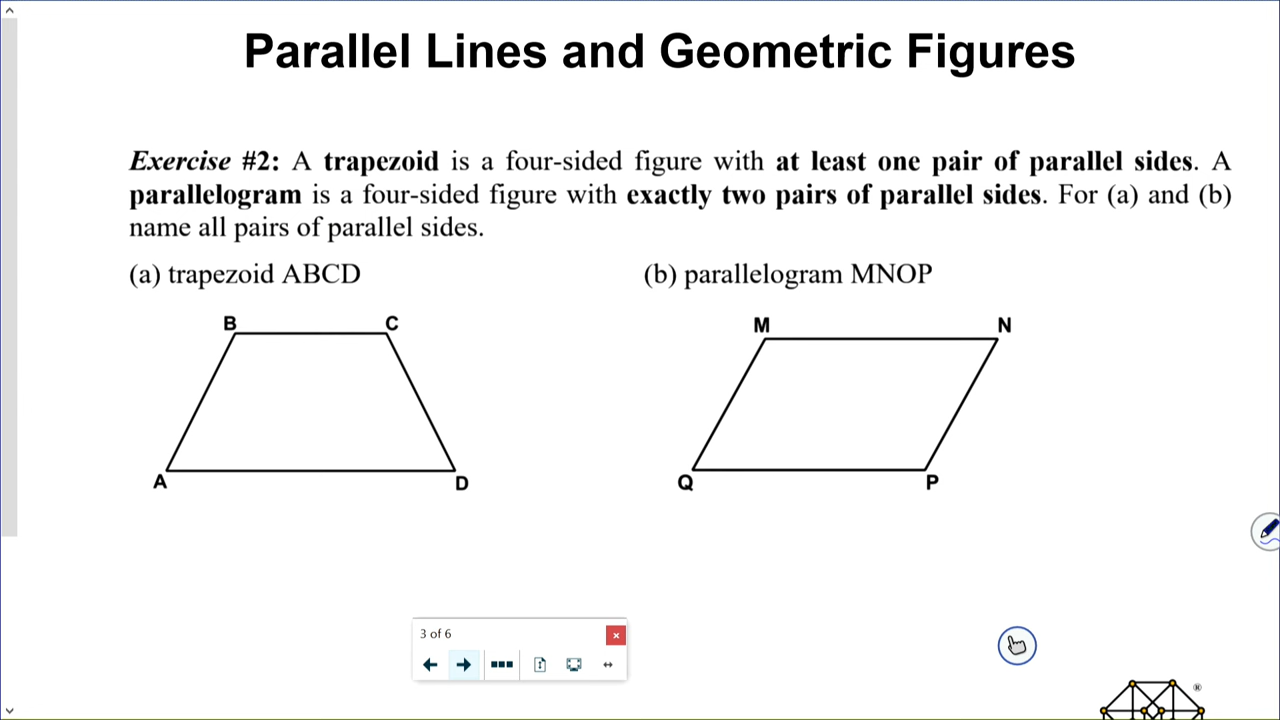 Parallel Lines and Geometric Figures
Exercise #2: A trapezoid is a four-sided figure with at least one pair of parallel sides. A
parallelogram is a four-sided figure with exactly two pairs of parallel sides. For (a) and (b)
name all pairs of parallel sides.
(a) trapezoid ABCD
(b) parallelogram MNOP
B
C
M
N
A
D
Q
P
3 of 6
®